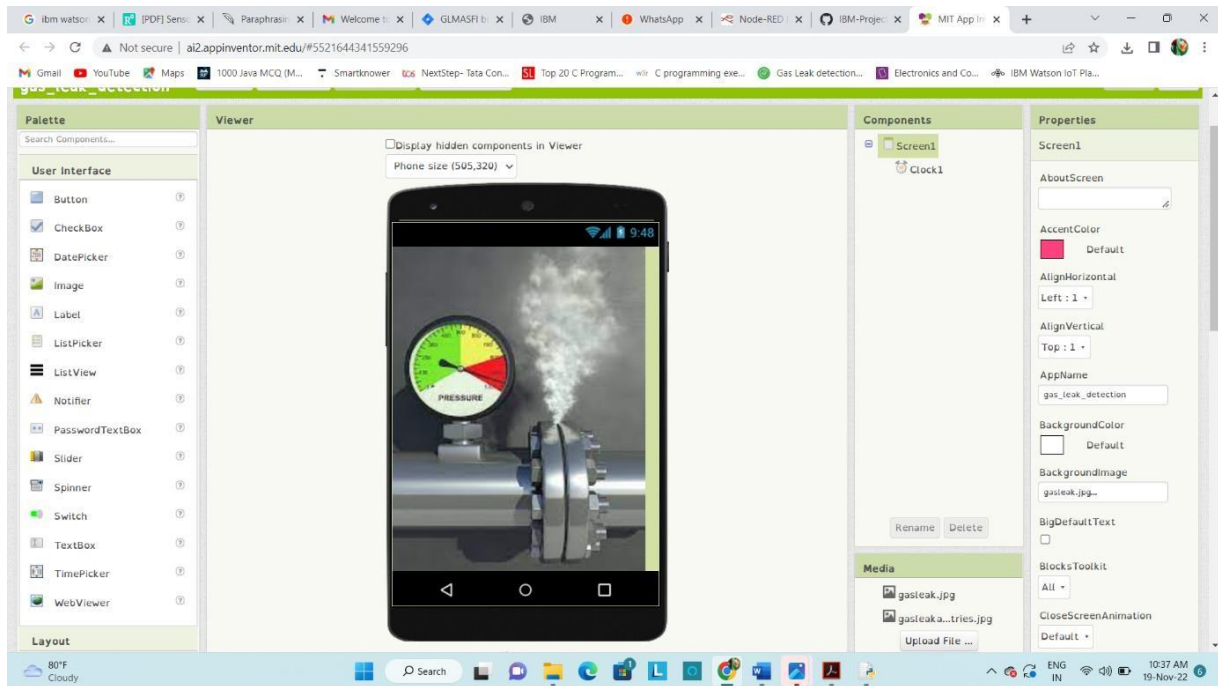 ibm watson
[PDF] Senso
Paraphrasin
Welcome t
GLMASFI b
IBM
WhatsApp
Node-RED
IBM-Projec
MIT App In
Not secure | ai2.appinventor.mit.edu/#5521644341559296
Gmail
YouTube
Maps
1000 Java MCQ (M...
Smartknower
tcs NextStep- Tata Con...
SL Top 20 C Program...
C programming exe...
Gas Leak detection...
Electronics and Co...
IBM Watson IoT Pla...
gas_leak_detection
Palette
Search Components...
User Interface
Button
CheckBox
DatePicker
Image
Label
ListPicker
ListView
Notifier
PasswordTextBox
Slider
Spinner
Switch
TextBox
TimePicker
WebViewer
Layout
Viewer
Display hidden components in Viewer
Phone size (505,320)
9:48
PRESSURE
Components
Screen1
Clock1
Rename Delete
Media
gasleak.jpg
gasleaka...tries.jpg
Upload File ...
Properties
Screen1
AboutScreen
AccentColor
Default
AlignHorizontal
Left : 1
AlignVertical
Top : 1
AppName
gas_leak_detection
BackgroundColor
Default
BackgroundImage
gasleak.jpg...
BigDefaultText
BlocksToolkit
All
CloseScreenAnimation
Default
80°F
Cloudy
Search
ENG
IN
10:37 AM
19-Nov-22
6